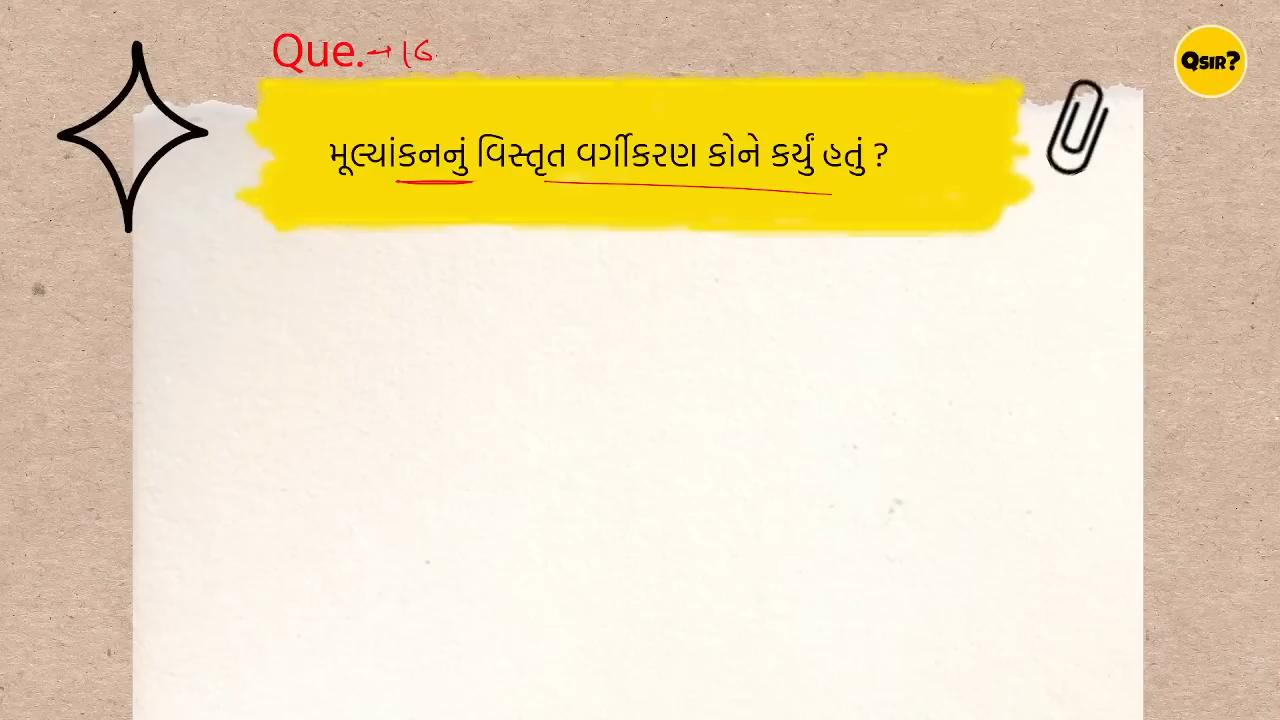 Que.→ ૧૯
QSIR?
મૂલ્યાંકનનું વિસ્તૃત વર્ગીકરણ કોને કર્યું હતું ?